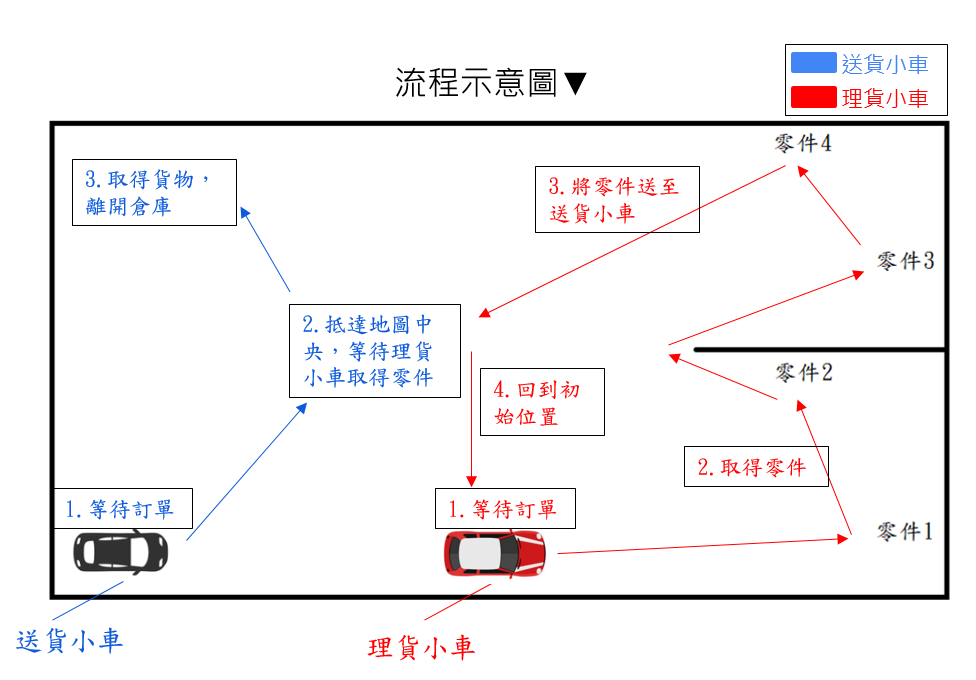 流程示意圖▼
送貨小車
理貨小車
零件4
3.取得貨物，
離開倉庫
3.將零件送至
送貨小車
零件3
2.抵達地圖中
央，等待理貨
小車取得零件
零件2
4.回到初
始位置
2.取得零件
1.等待訂單
1.等待訂單
零件1
送貨小車
理貨小車